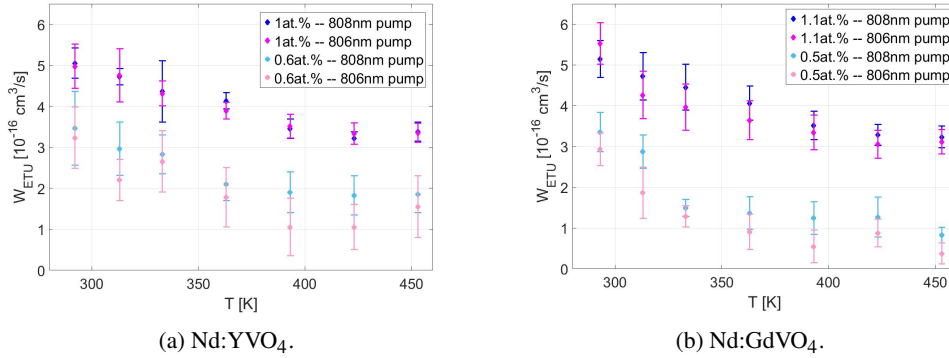 1at.% -- 808nm pump
1at.% -- 806nm pump
0.6at.% -- 808nm pump
0.6at.% -- 806nm pump
W_ETU [10^-16 cm^3/s]
6
5
4
3
2
1
0
300
350
400
450
T [K]
(a) Nd:YVO₄.
1.1at.% -- 808nm pump
1.1at.% -- 806nm pump
0.5at.% -- 808nm pump
0.5at.% -- 806nm pump
W_ETU [10^-16 cm^3/s]
6
5
4
3
2
1
0
300
350
400
450
T [K]
(b) Nd:GdVO₄.